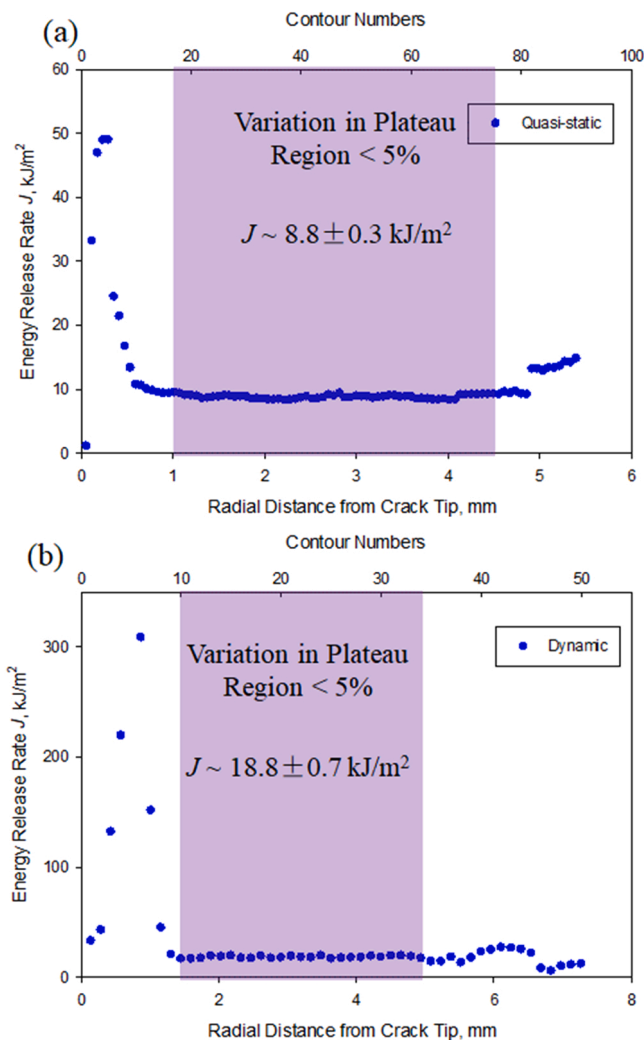 (a)
Contour Numbers
0 20 40 60 80 100
60
50
40
30
20
10
0
Energy Release Rate J, kJ/m²
Variation in Plateau
Region < 5%
J ~ 8.8±0.3 kJ/m²
Quasi-static
0 1 2 3 4 5 6
Radial Distance from Crack Tip, mm
(b)
Contour Numbers
0 10 20 30 40 50
300
200
100
0
Energy Release Rate J, kJ/m²
Variation in Plateau
Region < 5%
J ~ 18.8±0.7 kJ/m²
Dynamic
0 2 4 6 8
Radial Distance from Crack Tip, mm